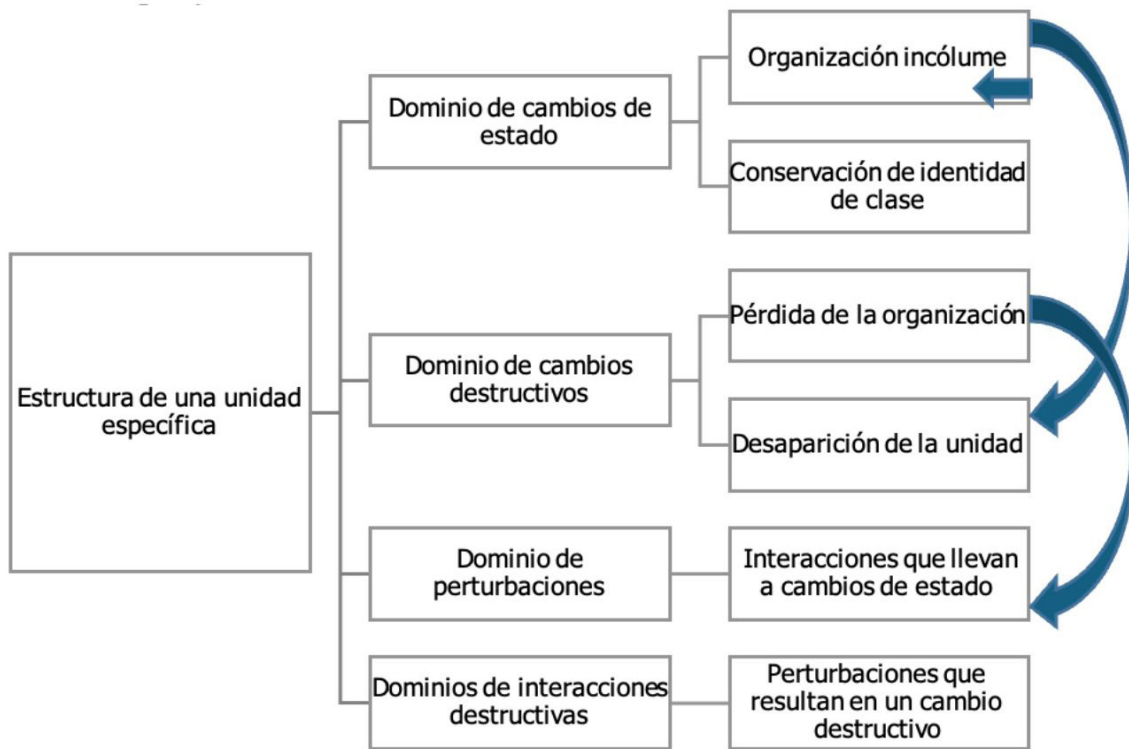 Estructura de una unidad
específica
Dominio de cambios de
estado
Organización incólume
Conservación de identidad
de clase
Dominio de cambios
destructivos
Pérdida de la organización
Desaparición de la unidad
Dominio de
perturbaciones
Interacciones que llevan
a cambios de estado
Dominios de interacciones
destructivas
Perturbaciones que
resultan en un cambio
destructivo